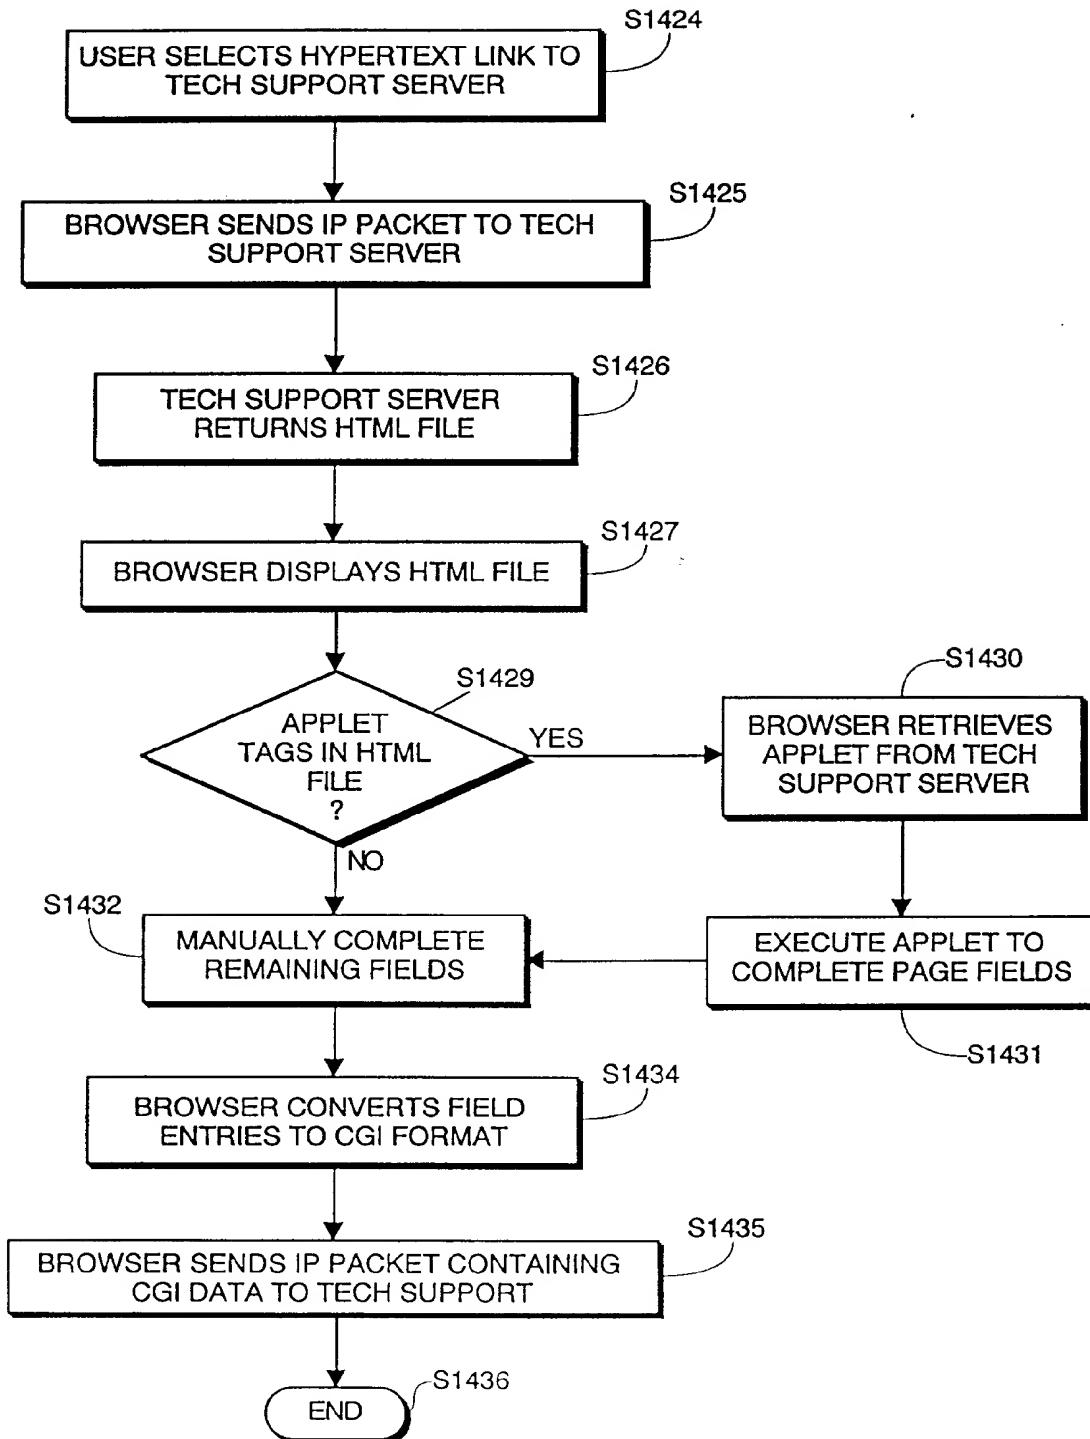 S1424
USER SELECTS HYPERTEXT LINK TO
TECH SUPPORT SERVER
S1425
BROWSER SENDS IP PACKET TO TECH
SUPPORT SERVER
S1426
TECH SUPPORT SERVER
RETURNS HTML FILE
S1427
BROWSER DISPLAYS HTML FILE
S1429
APPLET
TAGS IN HTML
FILE
?
YES
NO
S1430
BROWSER RETRIEVES
APPLET FROM TECH
SUPPORT SERVER
EXECUTE APPLET TO
COMPLETE PAGE FIELDS
S1431
S1432
MANUALLY COMPLETE
REMAINING FIELDS
S1434
BROWSER CONVERTS FIELD
ENTRIES TO CGI FORMAT
S1435
BROWSER SENDS IP PACKET CONTAINING
CGI DATA TO TECH SUPPORT
S1436
END